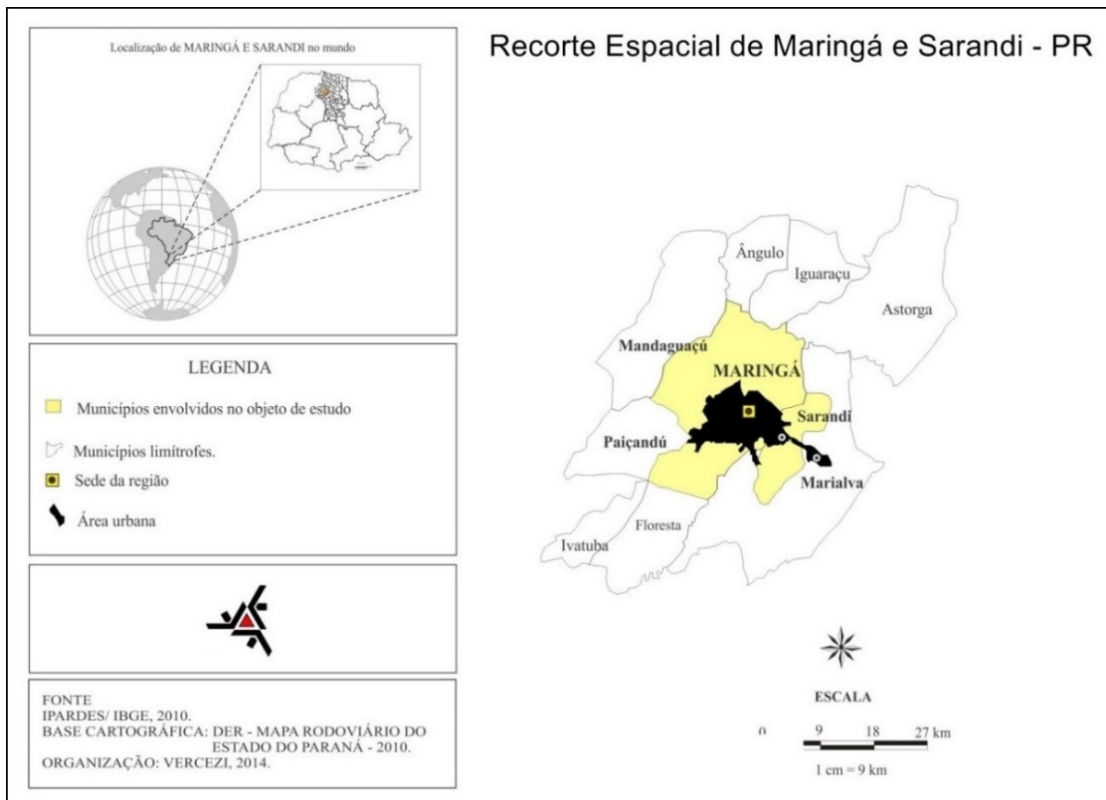 Recorte Espacial de Maringá e Sarandi - PR
Localização de MARINGÁ E SARANDI no mundo
LEGENDA
Municípios envolvidos no objeto de estudo
Municípios limítrofes.
Sede da região
Área urbana
FONTE
IPARDES/ IBGE, 2010.
BASE CARTOGRÁFICA: DER - MAPA RODOVIÁRIO DO
ESTADO DO PARANÁ - 2010.
ORGANIZAÇÃO: VERCEZI, 2014.
Ângulo
Iguaraçu
Astorga
Mandaguaçú
MARINGÁ
Sarandi
Paiçandú
Marialva
Floresta
Ivatuba
ESCALA
0 9 18 27 km
1 cm = 9 km